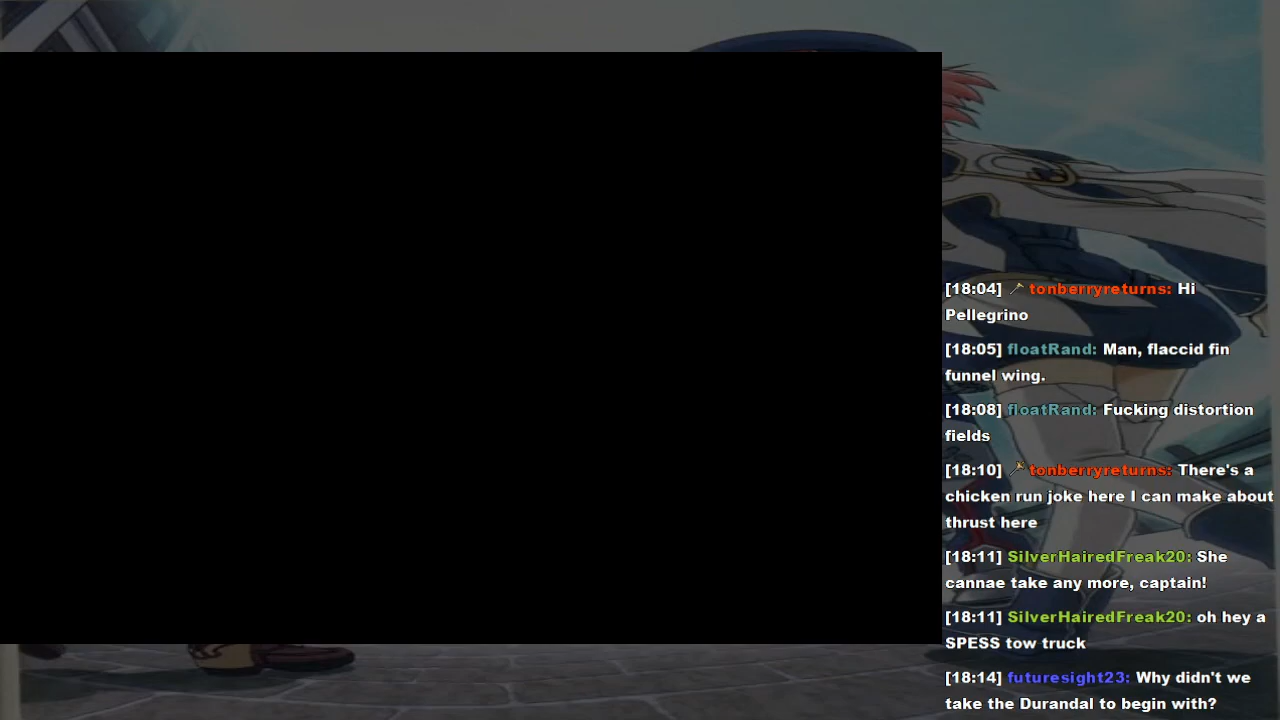 [18:04] tonberryreturns: Hi
Pellegrino
[18:05] floatRand: Man, flaccid fin
funnel wing.
[18:08] floatRand: Fucking distortion
fields
[18:10] tonberryreturns: There's a
chicken run joke here I can make about
thrust here
[18:11] SilverHairedFreak20: She
cannae take any more, captain!
[18:11] SilverHairedFreak20: oh hey a
SPESS tow truck
[18:14] futuresight23: Why didn't we
take the Durandal to begin with?